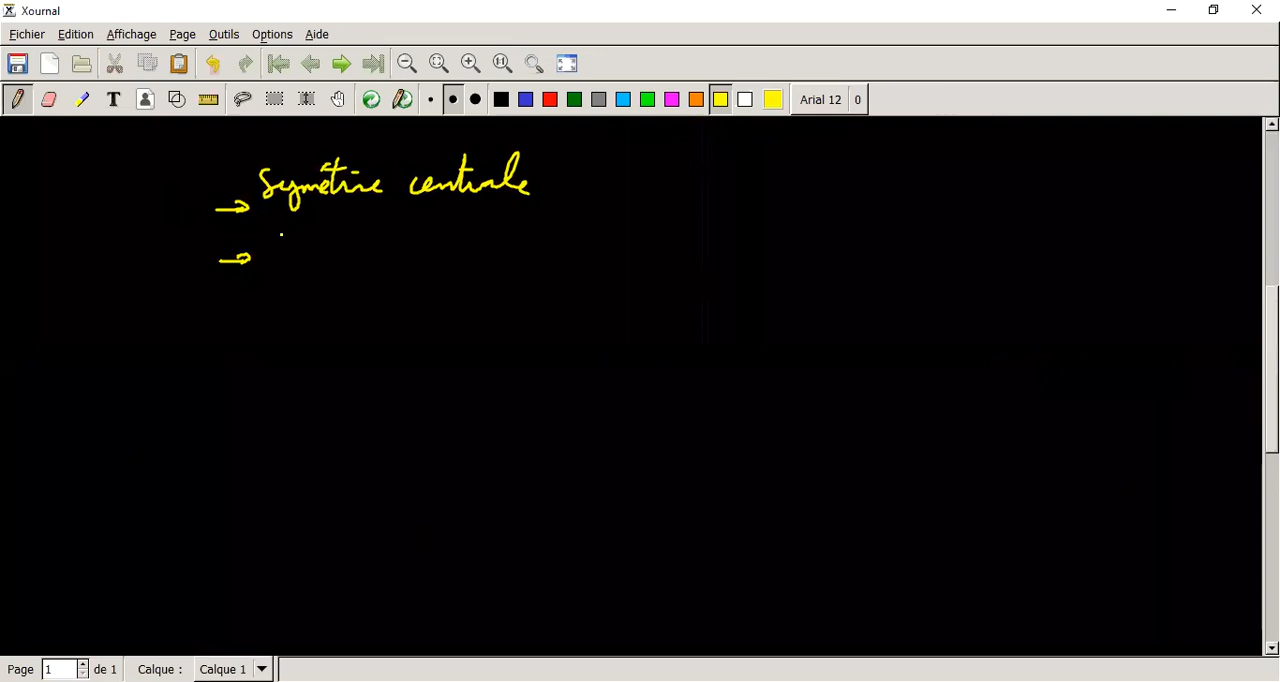 Xournal
Fichier Edition Affichage Page Outils Options Aide
Arial 12 0
→ Symétrie centrale
→
Page 1 de 1 Calque : Calque 1